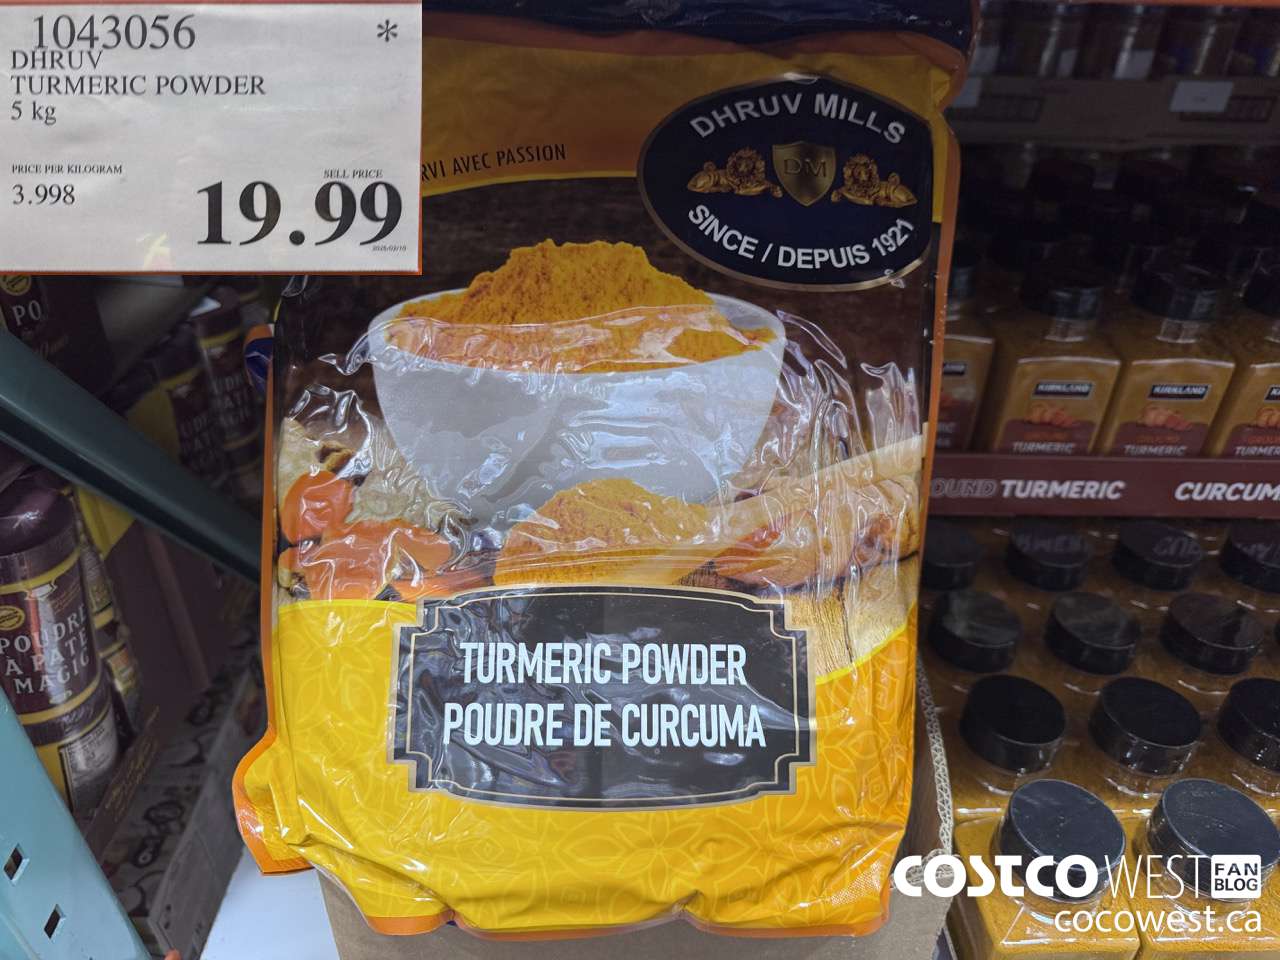 1043056 *
DHRUV
TURMERIC POWDER
5 kg
PRICE PER KILOGRAM
3.998
SELL PRICE
19.99
RVI AVEC PASSION
DHRUV MILLS
DM
SINCE / DEPUIS 1921
TURMERIC POWDER
POUDRE DE CURCUMA
PO
POUDRE
À PÂTE
MAGIC
KIRKLAND
TURMERIC
KIRKLAND
TURMERIC
OUND TURMERIC
CURCUM
COSTCO WEST FAN BLOG
cocowest.ca